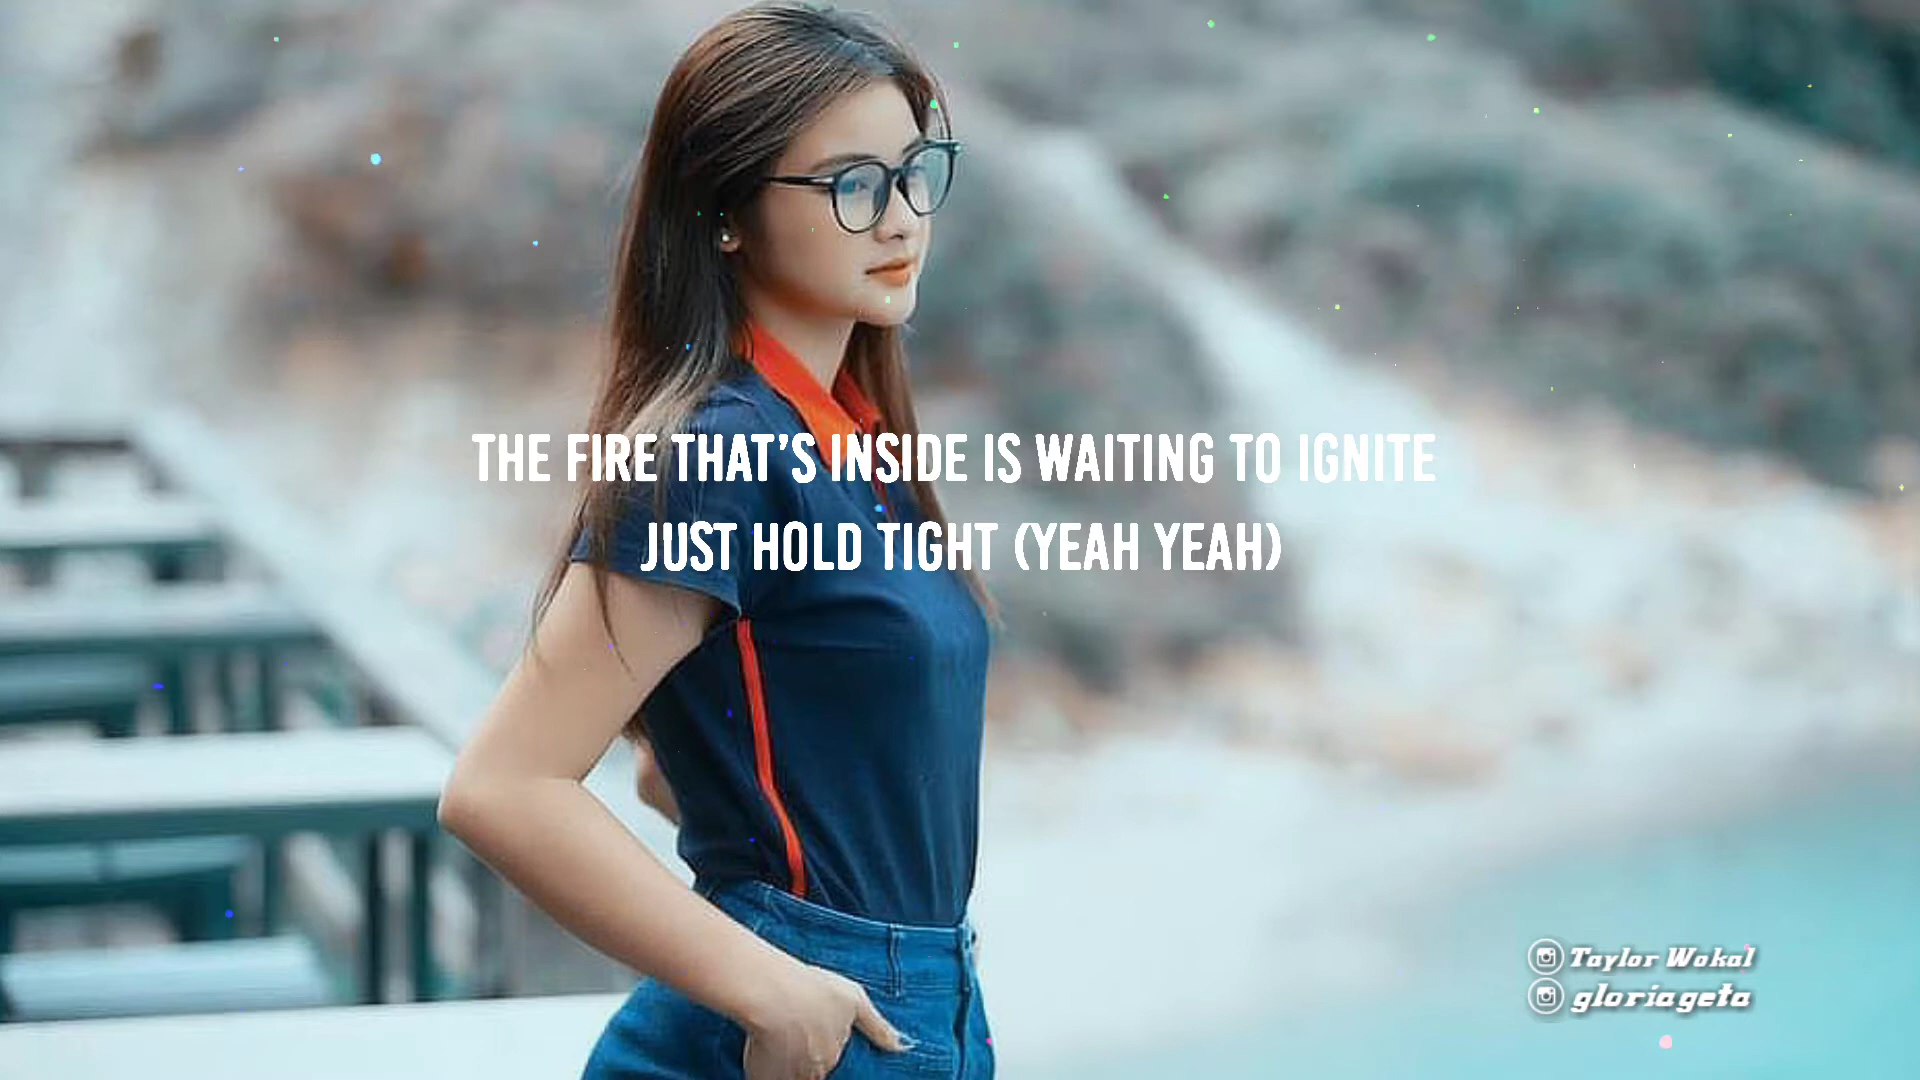 THE FIRE THAT'S INSIDE IS WAITING TO IGNITE
JUST HOLD TIGHT (YEAH YEAH)
Taylor Wokal
gloriageta